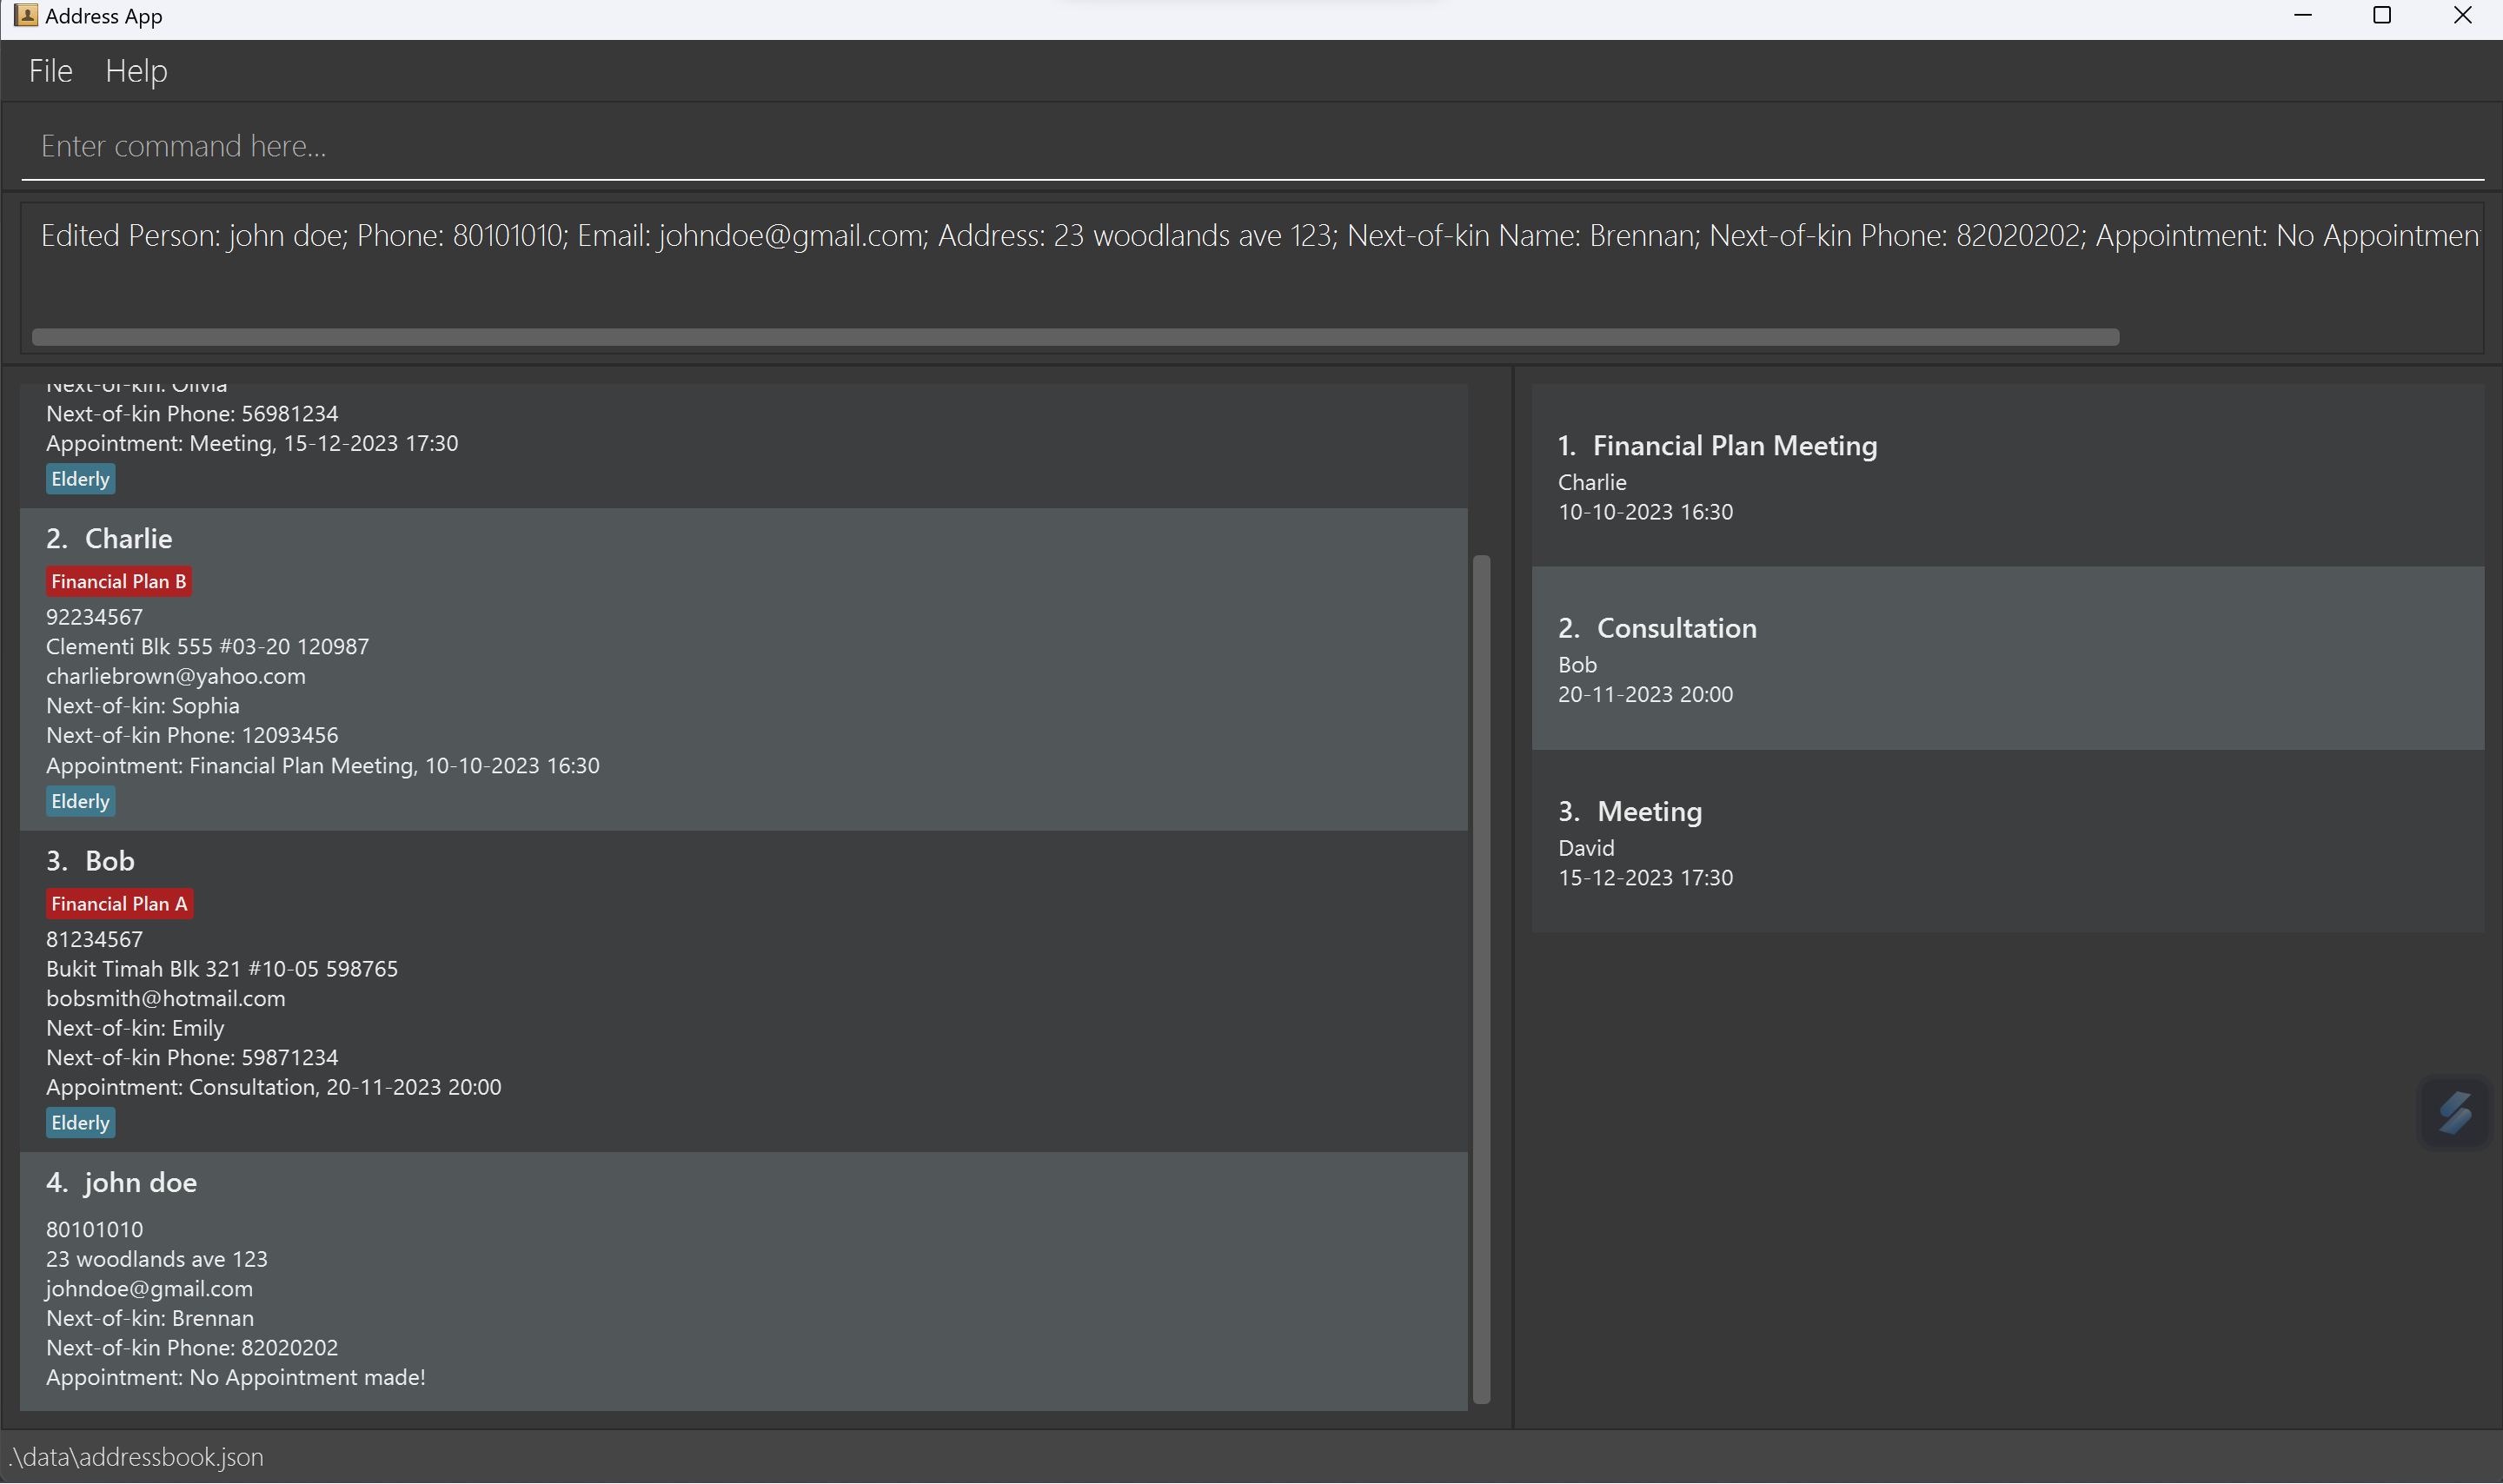 Address App
File Help
Enter command here...
Edited Person: john doe; Phone: 80101010; Email: johndoe@gmail.com; Address: 23 woodlands ave 123; Next-of-kin Name: Brennan; Next-of-kin Phone: 82020202; Appointment: No Appointmen
Next-of-kin: Olivia
Next-of-kin Phone: 56981234
Appointment: Meeting, 15-12-2023 17:30
Elderly
2. Charlie
Financial Plan B
92234567
Clementi Blk 555 #03-20 120987
charliebrown@yahoo.com
Next-of-kin: Sophia
Next-of-kin Phone: 12093456
Appointment: Financial Plan Meeting, 10-10-2023 16:30
Elderly
3. Bob
Financial Plan A
81234567
Bukit Timah Blk 321 #10-05 598765
bobsmith@hotmail.com
Next-of-kin: Emily
Next-of-kin Phone: 59871234
Appointment: Consultation, 20-11-2023 20:00
Elderly
4. john doe
80101010
23 woodlands ave 123
johndoe@gmail.com
Next-of-kin: Brennan
Next-of-kin Phone: 82020202
Appointment: No Appointment made!
1. Financial Plan Meeting
Charlie
10-10-2023 16:30
2. Consultation
Bob
20-11-2023 20:00
3. Meeting
David
15-12-2023 17:30
.\data\addressbook.json